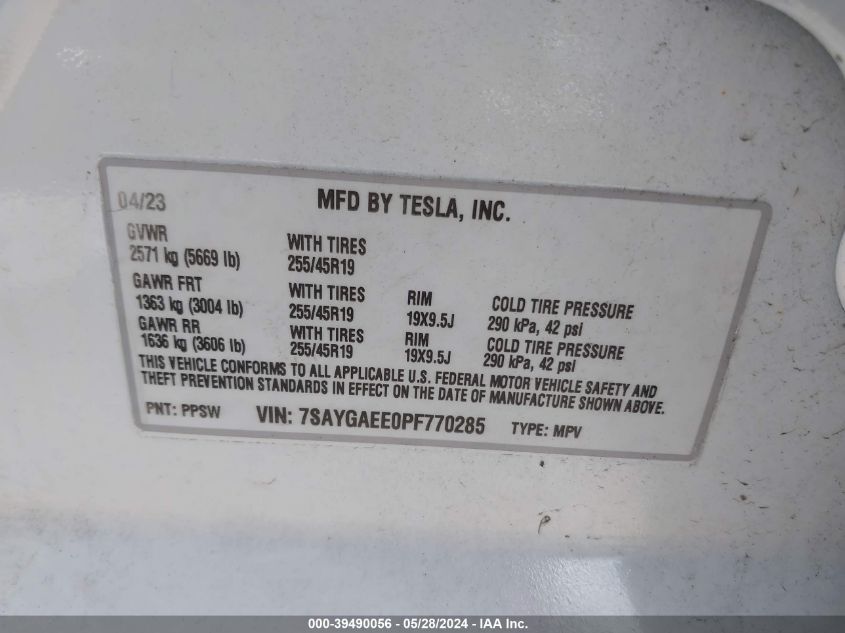 04/23 MFD BY TESLA, INC.
GVWR
2571 kg (5669 lb) WITH TIRES 255/45R19
GAWR FRT
1363 kg (3004 lb) WITH TIRES 255/45R19 RIM 19X9.5J COLD TIRE PRESSURE 290 kPa, 42 psi
GAWR RR
1636 kg (3606 lb) WITH TIRES 255/45R19 RIM 19X9.5J COLD TIRE PRESSURE 290 kPa, 42 psi
THIS VEHICLE CONFORMS TO ALL APPLICABLE U.S. FEDERAL MOTOR VEHICLE SAFETY AND
THEFT PREVENTION STANDARDS IN EFFECT ON THE DATE OF MANUFACTURE SHOWN ABOVE.
PNT: PPSW VIN: 7SAYGAEE0PF770285 TYPE: MPV
000-39490056 - 05/28/2024 - IAA Inc.